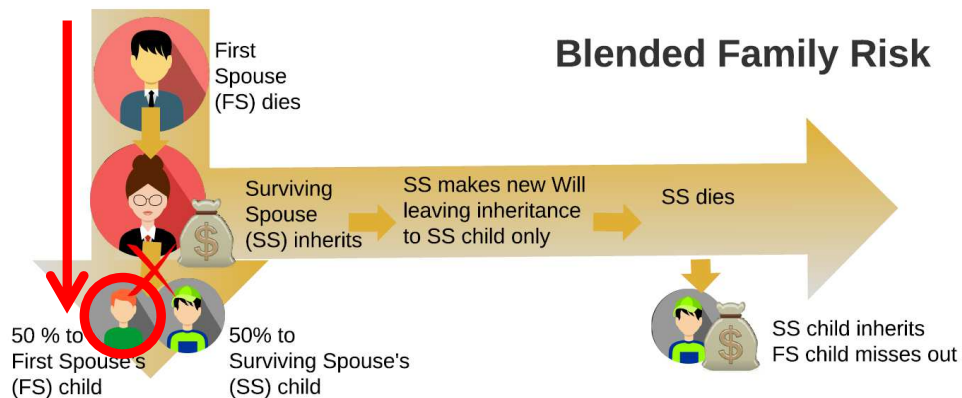 Blended Family Risk
First
Spouse
(FS) dies
Surviving
Spouse
(SS) inherits
SS makes new Will
leaving inheritance
to SS child only
SS dies
$
50 % to
First Spouse's
(FS) child
50% to
Surviving Spouse's
(SS) child
$
SS child inherits
FS child misses out